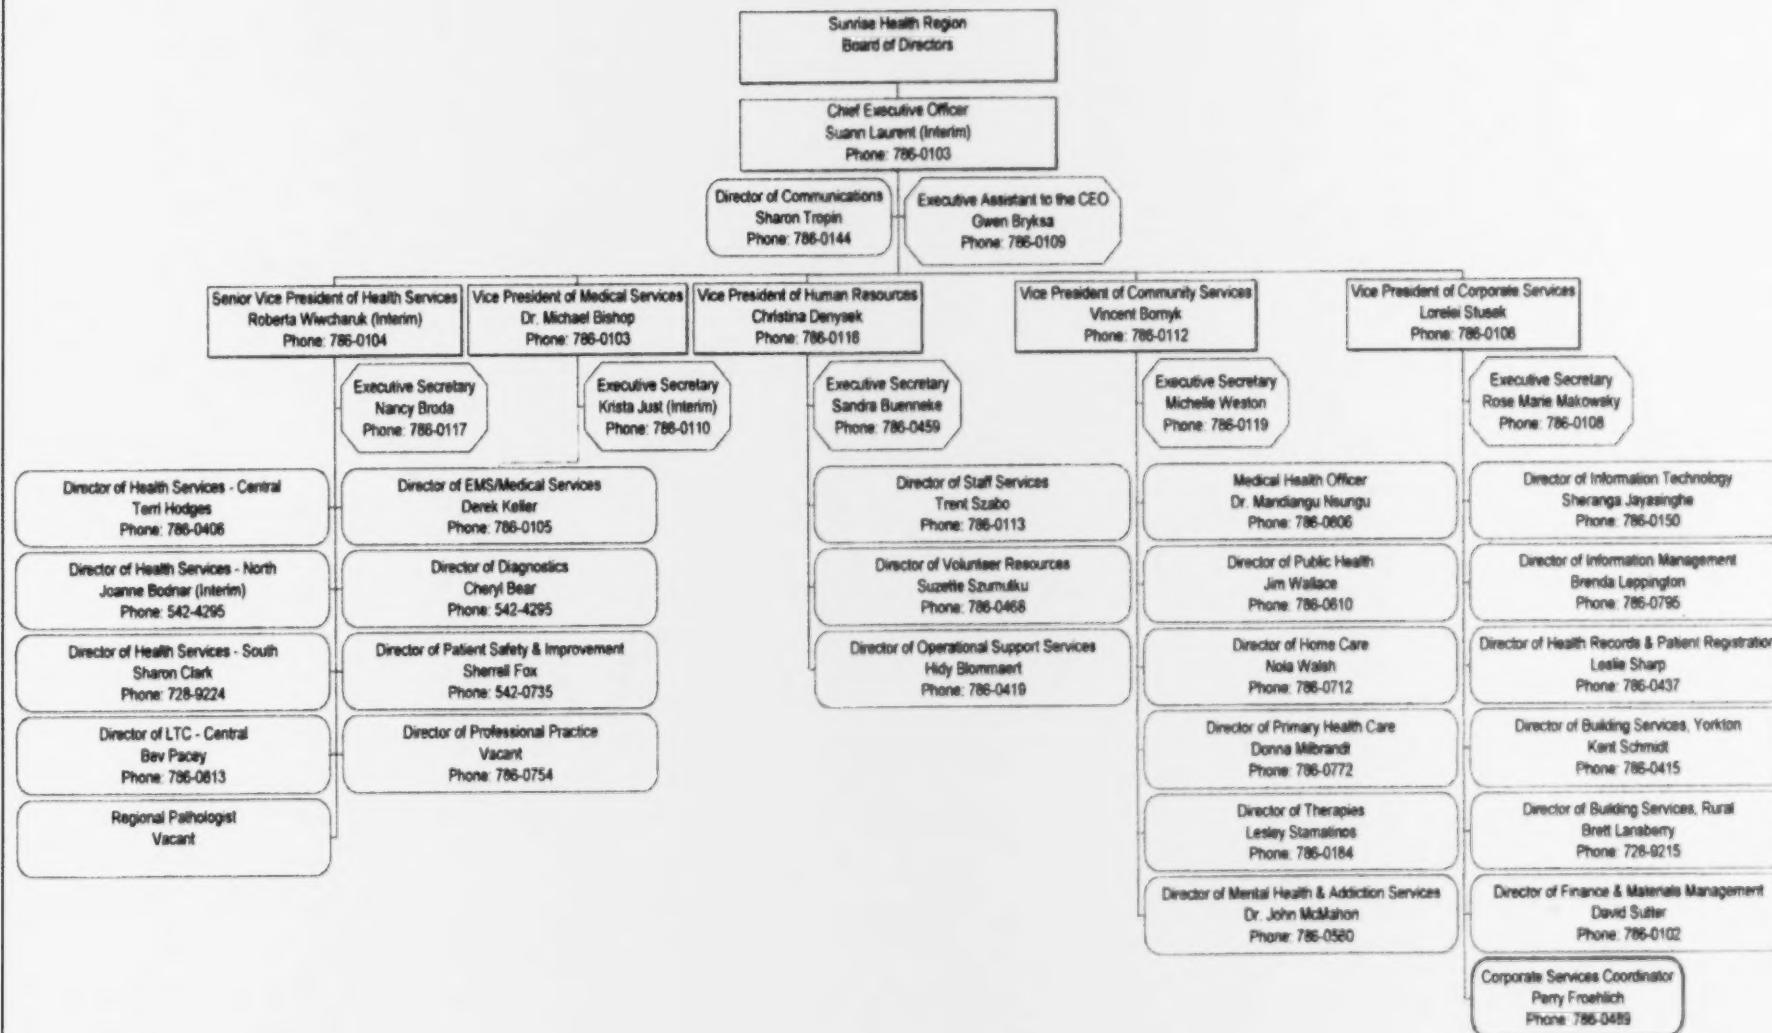 Sunrise Health Region
Board of Directors
Chief Executive Officer
Suann Laurent (Interim)
Phone: 786-0103
Director of Communications
Sharon Tropin
Phone: 786-0144
Executive Assistant to the CEO
Gwen Bryksa
Phone: 786-0109
Senior Vice President of Health Services
Roberta Wiwcharuk (Interim)
Phone: 786-0104
Vice President of Medical Services
Dr. Michael Bishop
Phone: 786-0103
Vice President of Human Resources
Christina Denysek
Phone: 786-0118
Vice President of Community Services
Vincent Bornyk
Phone: 786-0112
Vice President of Corporate Services
Lorelei Stusek
Phone: 786-0106
Executive Secretary
Nancy Broda
Phone: 786-0117
Executive Secretary
Krista Just (Interim)
Phone: 786-0110
Executive Secretary
Sandra Buenneke
Phone: 786-0459
Executive Secretary
Michelle Weston
Phone: 786-0119
Executive Secretary
Rose Marie Makowsky
Phone: 786-0108
Director of Health Services - Central
Terri Hodges
Phone: 786-0406
Director of Health Services - North
Joanne Bodnar (Interim)
Phone: 542-4295
Director of Health Services - South
Sharon Clark
Phone: 728-9224
Director of LTC - Central
Bev Pacey
Phone: 786-0613
Regional Pathologist
Vacant
Director of EMS/Medical Services
Derek Keller
Phone: 786-0105
Director of Diagnostics
Cheryl Bear
Phone: 542-4295
Director of Patient Safety & Improvement
Sherrell Fox
Phone: 542-0735
Director of Professional Practice
Vacant
Phone: 786-0754
Director of Staff Services
Trent Szabo
Phone: 786-0113
Director of Volunteer Resources
Suzette Szumutku
Phone: 786-0468
Director of Operational Support Services
Hidy Blommaert
Phone: 786-0419
Medical Health Officer
Dr. Mandiangu Nsungu
Phone: 786-0606
Director of Public Health
Jim Wallace
Phone: 786-0610
Director of Home Care
Nola Walsh
Phone: 786-0712
Director of Primary Health Care
Donna Milbrandt
Phone: 786-0772
Director of Therapies
Lesley Stamatinos
Phone: 786-0184
Director of Mental Health & Addiction Services
Dr. John McMahon
Phone: 786-0560
Director of Information Technology
Sheranga Jayasinghe
Phone: 786-0150
Director of Information Management
Brenda Leppington
Phone: 786-0795
Director of Health Records & Patient Registration
Leslie Sharp
Phone: 786-0437
Director of Building Services, Yorkton
Kent Schmidt
Phone: 786-0415
Director of Building Services, Rural
Brett Lansberry
Phone: 728-9215
Director of Finance & Materials Management
David Sutter
Phone: 786-0102
Corporate Services Coordinator
Perry Froehlich
Phone: 786-0489